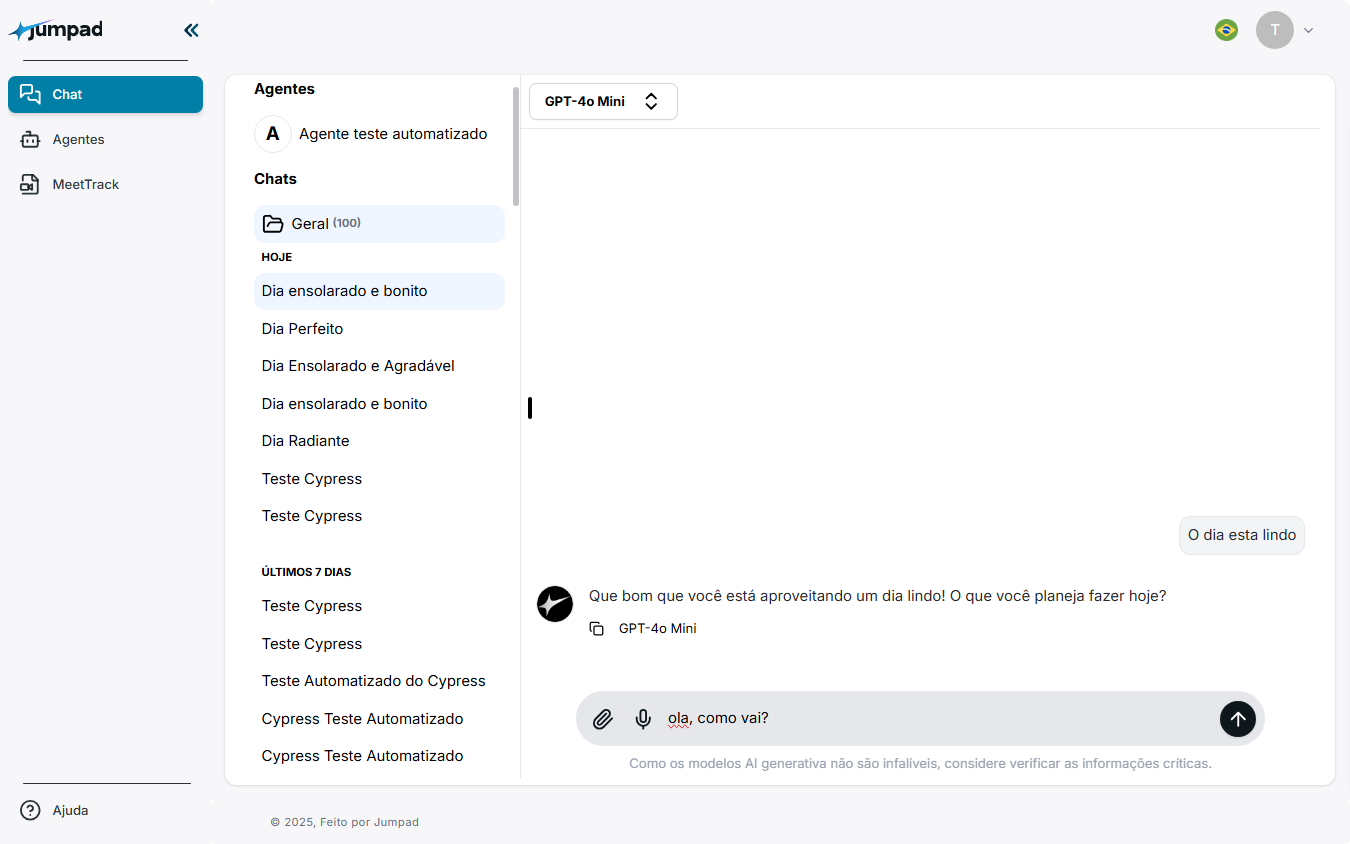 jumpad
T
Chat
Agentes
MeetTrack
Ajuda
Agentes
A Agente teste automatizado
Chats
Geral (100)
HOJE
Dia ensolarado e bonito
Dia Perfeito
Dia Ensolarado e Agradável
Dia ensolarado e bonito
Dia Radiante
Teste Cypress
Teste Cypress
ÚLTIMOS 7 DIAS
Teste Cypress
Teste Cypress
Teste Automatizado do Cypress
Cypress Teste Automatizado
Cypress Teste Automatizado
GPT-4o Mini
O dia esta lindo
Que bom que você está aproveitando um dia lindo! O que você planeja fazer hoje?
GPT-4o Mini
ola, como vai?
Como os modelos AI generativa não são infalíveis, considere verificar as informações críticas.
© 2025, Feito por Jumpad